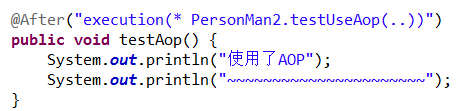 @After("execution(* PersonMan2.testUseAop(..))")
public void testAop() {
    System.out.println("使用了AOP");
    System.out.println("~~~~~~~~~~~~~~~~~~~~~~");
}